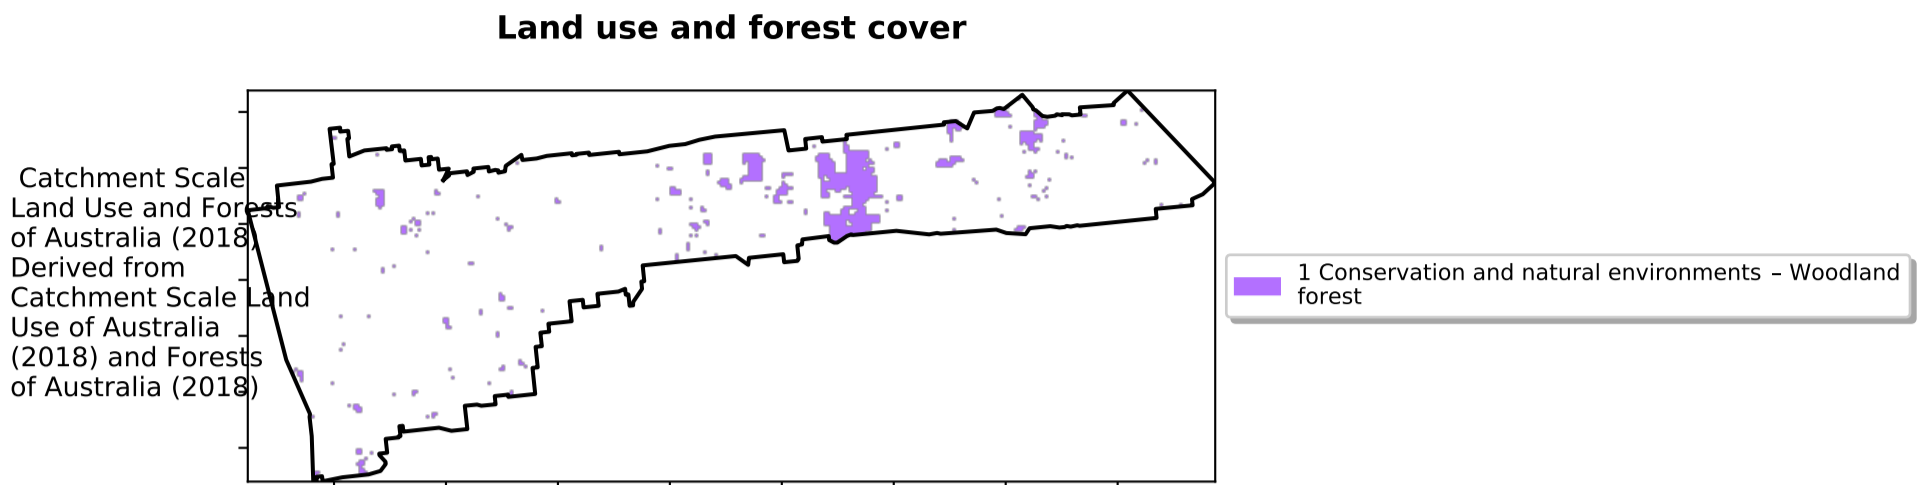 Land use and forest cover
Catchment Scale
Land Use and Forests
of Australia (2018)
Derived from
Catchment Scale Land
Use of Australia
(2018) and Forests
of Australia (2018)
1 Conservation and natural environments – Woodland
forest